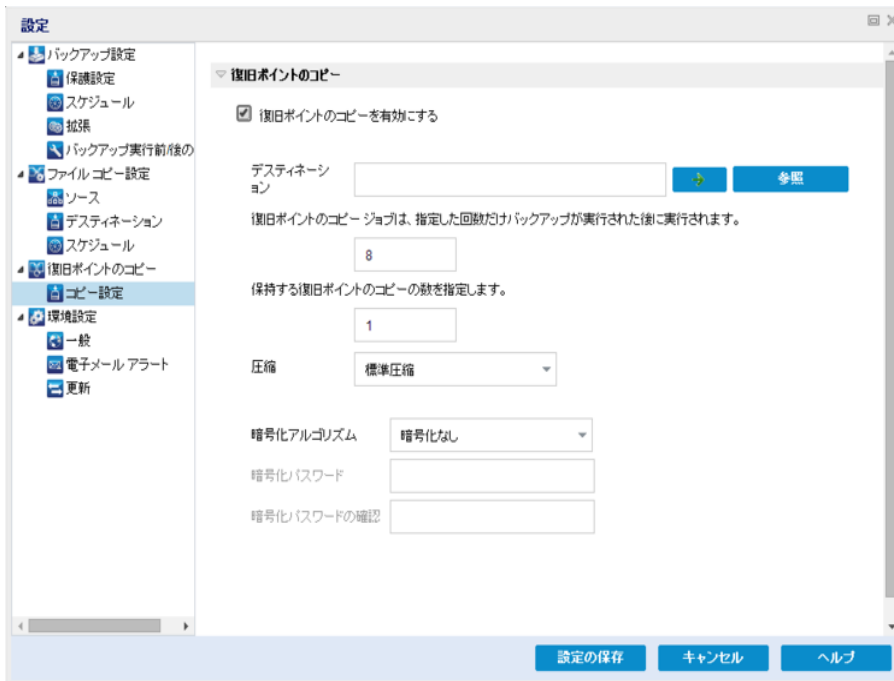 設定
バックアップ設定
保護設定
スケジュール
拡張
バックアップ実行前/後の
ファイル コピー設定
ソース
デスティネーション
スケジュール
復旧ポイントのコピー
コピー設定
環境設定
一般
電子メール アラート
更新
復旧ポイントのコピー
復旧ポイントのコピーを有効にする
デスティネーシ
ョン
参照
復旧ポイントのコピー ジョブは、指定した回数だけバックアップが実行された後に実行されます。
8
保持する復旧ポイントのコピーの数を指定します。
1
圧縮
標準圧縮
暗号化アルゴリズム
暗号化なし
暗号化パスワード
暗号化パスワードの確認
設定の保存
キャンセル
ヘルプ